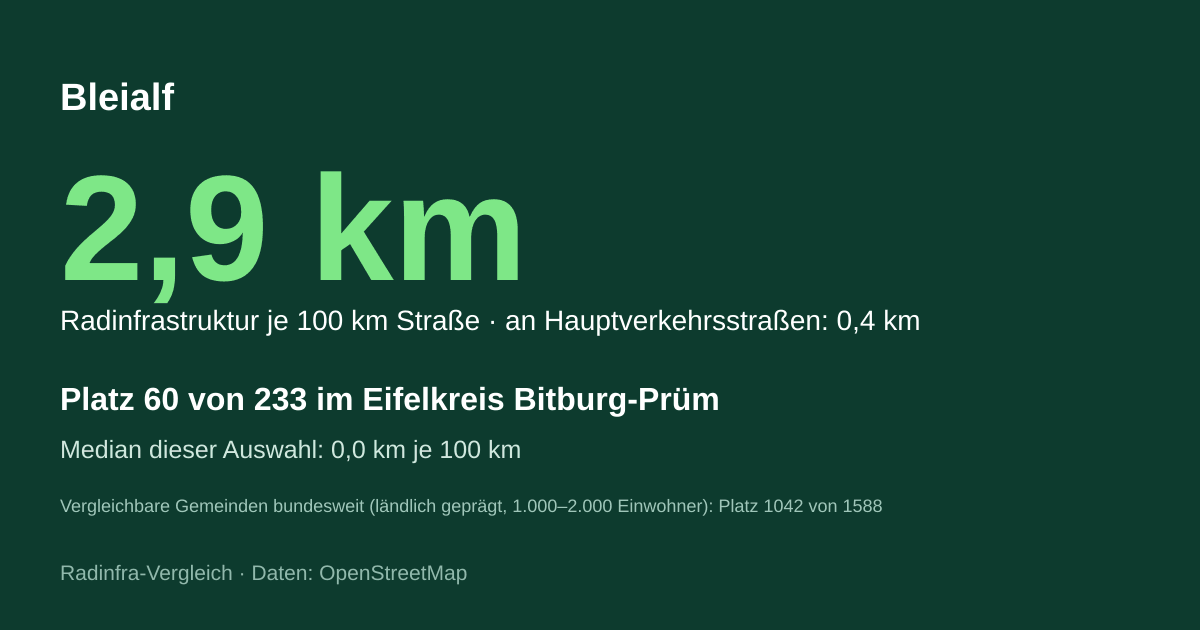 Bleialf
2,9 km
Radinfrastruktur je 100 km Straße · an Hauptverkehrsstraßen: 0,4 km
Platz 60 von 233 im Eifelkreis Bitburg-Prüm
Median dieser Auswahl: 0,0 km je 100 km
Vergleichbare Gemeinden bundesweit (ländlich geprägt, 1.000–2.000 Einwohner): Platz 1042 von 1588
Radinfra-Vergleich · Daten: OpenStreetMap